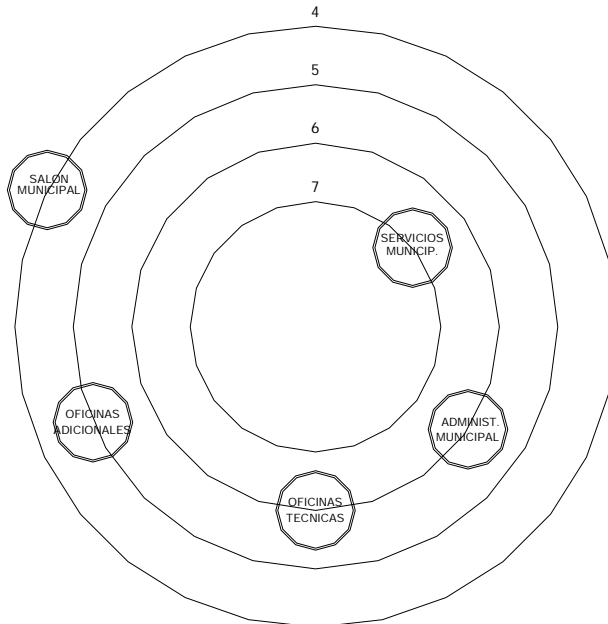 4
5
6
7
SALON
MUNICIPAL
SERVICIOS
MUNICIP.
OFICINAS
ADICIONALES
ADMINIST.
MUNICIPAL
OFICINAS
TECNICAS